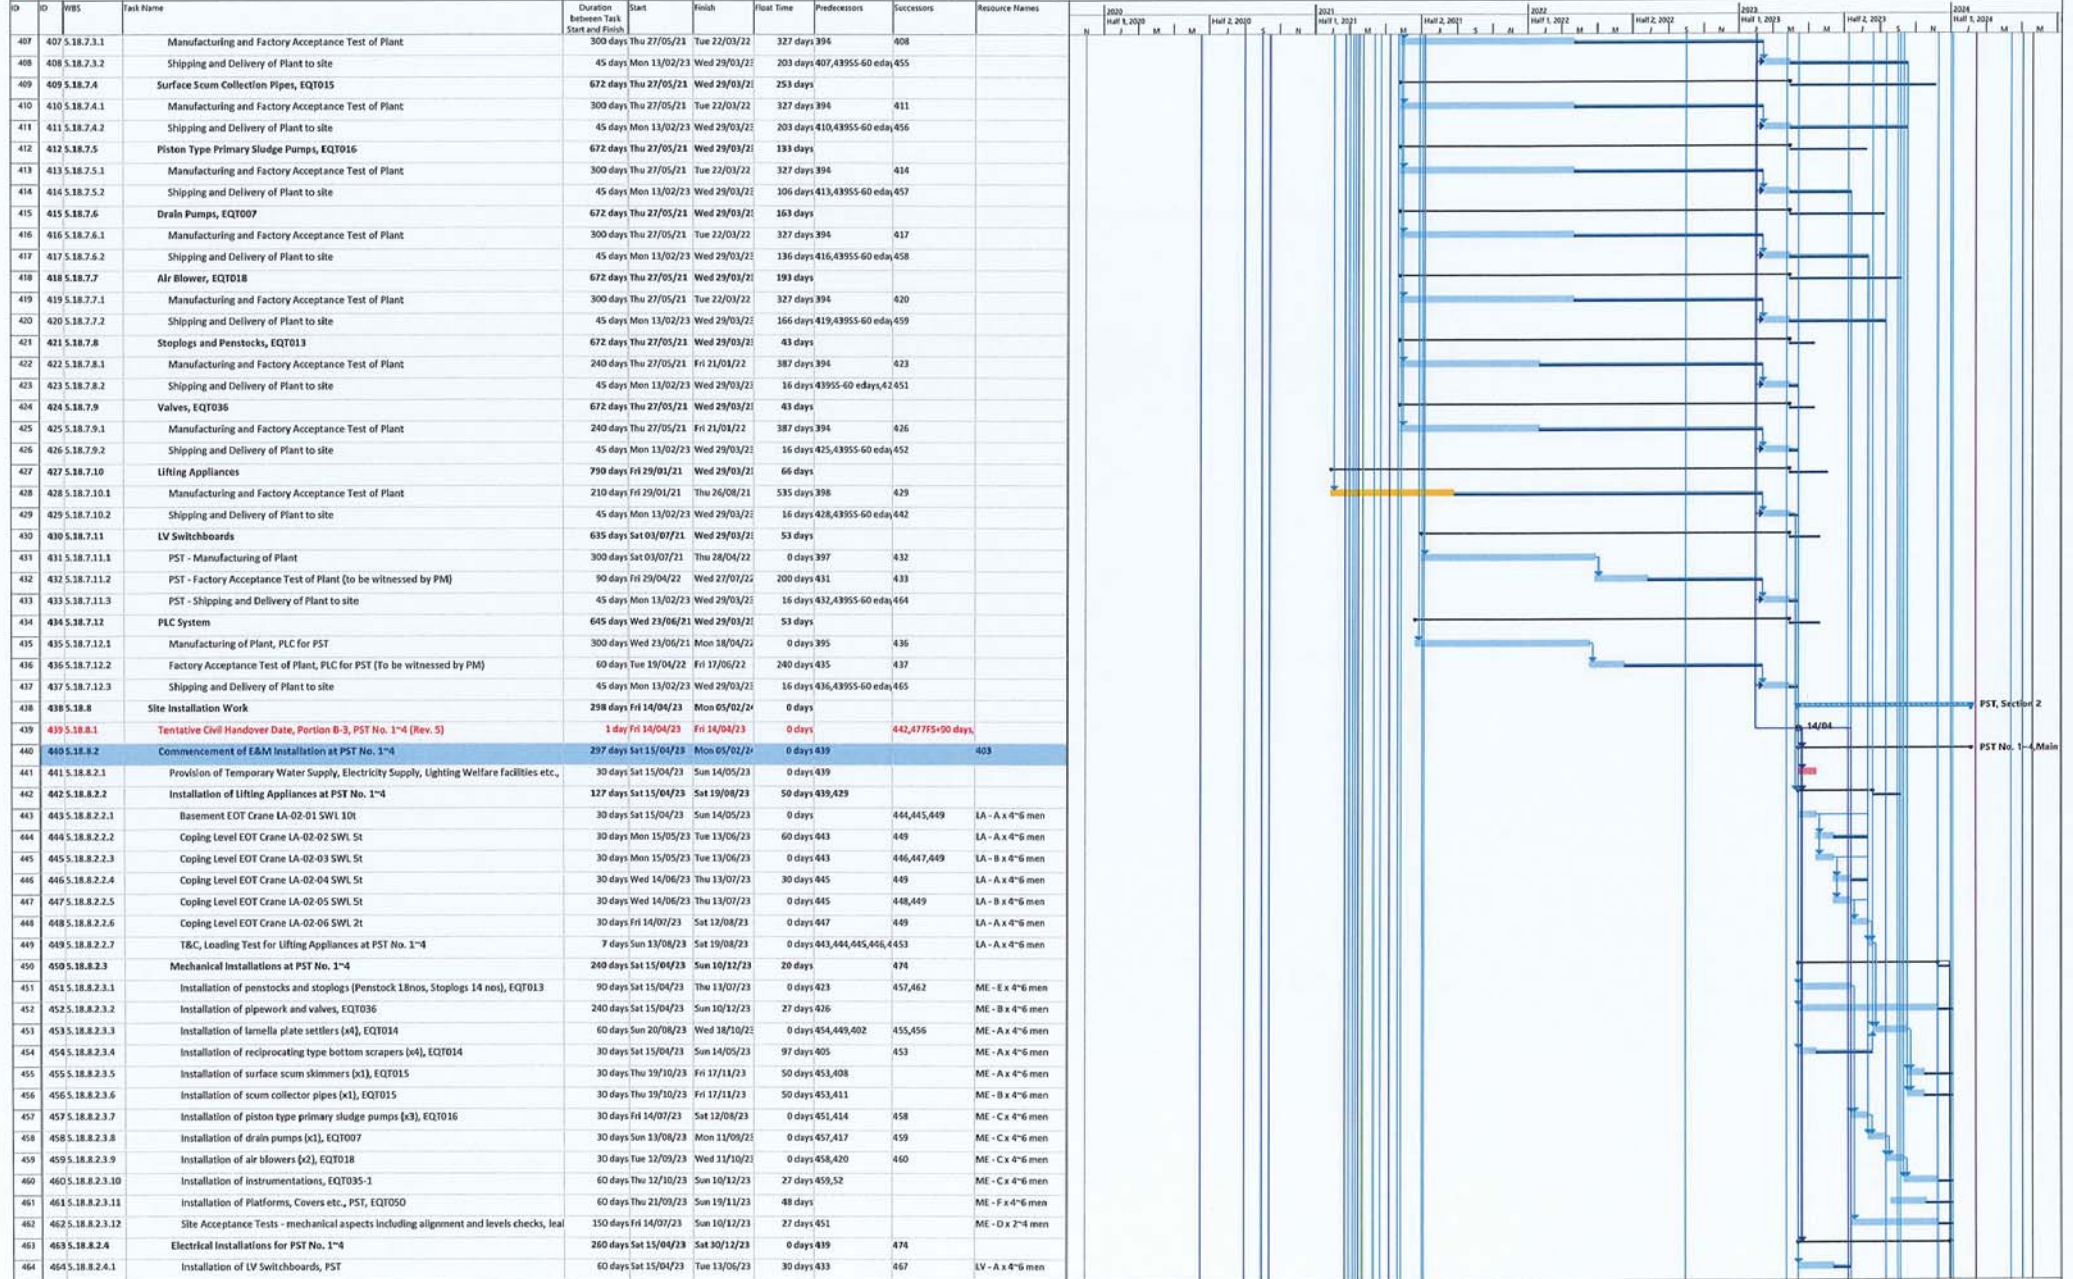 ID ID WBS Task Name Duration between Task Start and Finish Start Finish Float Time Predecessors Successors Resource Names
2020 2021 2022 2023 2024
Half 1, 2020 Half 2, 2020 Half 1, 2021 Half 2, 2021 Half 1, 2022 Half 2, 2022 Half 1, 2023 Half 2, 2023 Half 1, 2024
407 407 5.18.7.3.1 Manufacturing and Factory Acceptance Test of Plant 300 days Thu 27/05/21 Tue 22/03/22 327 days 394 408
408 408 5.18.7.3.2 Shipping and Delivery of Plant to site 45 days Mon 13/02/23 Wed 29/03/23 203 days 407,439SS-60 eday 455
409 409 5.18.7.4 Surface Scum Collection Pipes, EQT015 672 days Thu 27/05/21 Wed 29/03/23 253 days
410 410 5.18.7.4.1 Manufacturing and Factory Acceptance Test of Plant 300 days Thu 27/05/21 Tue 22/03/22 327 days 394 411
411 411 5.18.7.4.2 Shipping and Delivery of Plant to site 45 days Mon 13/02/23 Wed 29/03/23 203 days 410,439SS-60 eday 456
412 412 5.18.7.5 Piston Type Primary Sludge Pumps, EQT016 672 days Thu 27/05/21 Wed 29/03/23 133 days
413 413 5.18.7.5.1 Manufacturing and Factory Acceptance Test of Plant 300 days Thu 27/05/21 Tue 22/03/22 327 days 394 414
414 414 5.18.7.5.2 Shipping and Delivery of Plant to site 45 days Mon 13/02/23 Wed 29/03/23 106 days 413,439SS-60 eday 457
415 415 5.18.7.6 Drain Pumps, EQT007 672 days Thu 27/05/21 Wed 29/03/23 163 days
416 416 5.18.7.6.1 Manufacturing and Factory Acceptance Test of Plant 300 days Thu 27/05/21 Tue 22/03/22 327 days 394 417
417 417 5.18.7.6.2 Shipping and Delivery of Plant to site 45 days Mon 13/02/23 Wed 29/03/23 136 days 416,439SS-60 eday 458
418 418 5.18.7.7 Air Blower, EQT018 672 days Thu 27/05/21 Wed 29/03/23 193 days
419 419 5.18.7.7.1 Manufacturing and Factory Acceptance Test of Plant 300 days Thu 27/05/21 Tue 22/03/22 327 days 394 420
420 420 5.18.7.7.2 Shipping and Delivery of Plant to site 45 days Mon 13/02/23 Wed 29/03/23 166 days 419,439SS-60 eday 459
421 421 5.18.7.8 Stoplogs and Penstocks, EQT013 672 days Thu 27/05/21 Wed 29/03/23 43 days
422 422 5.18.7.8.1 Manufacturing and Factory Acceptance Test of Plant 240 days Thu 27/05/21 Fri 21/01/22 387 days 394 423
423 423 5.18.7.8.2 Shipping and Delivery of Plant to site 45 days Mon 13/02/23 Wed 29/03/23 16 days 439SS-60 edays,42 451
424 424 5.18.7.9 Valves, EQT036 672 days Thu 27/05/21 Wed 29/03/23 43 days
425 425 5.18.7.9.1 Manufacturing and Factory Acceptance Test of Plant 240 days Thu 27/05/21 Fri 21/01/22 387 days 394 426
426 426 5.18.7.9.2 Shipping and Delivery of Plant to site 45 days Mon 13/02/23 Wed 29/03/23 16 days 425,439SS-60 eday 452
427 427 5.18.7.10 Lifting Appliances 790 days Fri 29/01/21 Wed 29/03/23 66 days
428 428 5.18.7.10.1 Manufacturing and Factory Acceptance Test of Plant 210 days Fri 29/01/21 Thu 26/08/21 535 days 398 429
429 429 5.18.7.10.2 Shipping and Delivery of Plant to site 45 days Mon 13/02/23 Wed 29/03/23 16 days 428,439SS-60 eday 442
430 430 5.18.7.11 LV Switchboards 635 days Sat 03/07/21 Wed 29/03/23 53 days
431 431 5.18.7.11.1 PST - Manufacturing of Plant 300 days Sat 03/07/21 Thu 28/04/22 0 days 397 432
432 432 5.18.7.11.2 PST - Factory Acceptance Test of Plant (to be witnessed by PM) 90 days Fri 29/04/22 Wed 27/07/22 200 days 431 433
433 433 5.18.7.11.3 PST - Shipping and Delivery of Plant to site 45 days Mon 13/02/23 Wed 29/03/23 16 days 432,439SS-60 eday 464
434 434 5.18.7.12 PLC System 645 days Wed 23/06/21 Wed 29/03/23 53 days
435 435 5.18.7.12.1 Manufacturing of Plant, PLC for PST 300 days Wed 23/06/21 Mon 18/04/22 0 days 395 436
436 436 5.18.7.12.2 Factory Acceptance Test of Plant, PLC for PST (To be witnessed by PM) 60 days Tue 19/04/22 Fri 17/06/22 240 days 435 437
437 437 5.18.7.12.3 Shipping and Delivery of Plant to site 45 days Mon 13/02/23 Wed 29/03/23 16 days 436,439SS-60 eday 465
438 438 5.18.8 Site Installation Work 298 days Fri 14/04/23 Mon 05/02/24 0 days PST, Section 2
439 439 5.18.8.1 Tentative Civil Handover Date, Portion B-3, PST No. 1~4 (Rev. 5) 1 day Fri 14/04/23 Fri 14/04/23 0 days 442,477FS+90 days, 14/04
440 440 5.18.8.2 Commencement of E&M Installation at PST No. 1~4 297 days Sat 15/04/23 Mon 05/02/24 0 days 439 403 PST No. 1~4, Main
441 441 5.18.8.2.1 Provision of Temporary Water Supply, Electricity Supply, Lighting Welfare facilities etc., 30 days Sat 15/04/23 Sun 14/05/23 0 days 439
442 442 5.18.8.2.2 Installation of Lifting Appliances at PST No. 1~4 127 days Sat 15/04/23 Sat 19/08/23 50 days 439,429
443 443 5.18.8.2.2.1 Basement EOT Crane LA-02-01 SWL 10t 30 days Sat 15/04/23 Sun 14/05/23 0 days 444,445,449 LA - A x 4~6 men
444 444 5.18.8.2.2.2 Coping Level EOT Crane LA-02-02 SWL 5t 30 days Mon 15/05/23 Tue 13/06/23 60 days 443 449 LA - A x 4~6 men
445 445 5.18.8.2.2.3 Coping Level EOT Crane LA-02-03 SWL 5t 30 days Mon 15/05/23 Tue 13/06/23 0 days 443 446,447,449 LA - B x 4~6 men
446 446 5.18.8.2.2.4 Coping Level EOT Crane LA-02-04 SWL 5t 30 days Wed 14/06/23 Thu 13/07/23 30 days 445 449 LA - A x 4~6 men
447 447 5.18.8.2.2.5 Coping Level EOT Crane LA-02-05 SWL 5t 30 days Wed 14/06/23 Thu 13/07/23 0 days 445 448,449 LA - B x 4~6 men
448 448 5.18.8.2.2.6 Coping Level EOT Crane LA-02-06 SWL 2t 30 days Fri 14/07/23 Sat 12/08/23 0 days 447 449 LA - A x 4~6 men
449 449 5.18.8.2.2.7 T&C, Loading Test for Lifting Appliances at PST No. 1~4 7 days Sun 13/08/23 Sat 19/08/23 0 days 443,444,445,446,4 453 LA - A x 4~6 men
450 450 5.18.8.2.3 Mechanical Installations at PST No. 1~4 240 days Sat 15/04/23 Sun 10/12/23 20 days 474
451 451 5.18.8.2.3.1 Installation of penstocks and stoplogs (Penstock 18nos, Stoplogs 14 nos), EQT013 90 days Sat 15/04/23 Thu 13/07/23 0 days 423 457,462 ME - E x 4~6 men
452 452 5.18.8.2.3.2 Installation of pipework and valves, EQT036 240 days Sat 15/04/23 Sun 10/12/23 27 days 426 ME - B x 4~6 men
453 453 5.18.8.2.3.3 Installation of lamella plate settlers (x4), EQT014 60 days Sun 20/08/23 Wed 18/10/23 0 days 454,449,402 455,456 ME - A x 4~6 men
454 454 5.18.8.2.3.4 Installation of reciprocating type bottom scrapers (x4), EQT014 30 days Sat 15/04/23 Sun 14/05/23 97 days 405 453 ME - A x 4~6 men
455 455 5.18.8.2.3.5 Installation of surface scum skimmers (x1), EQT015 30 days Thu 19/10/23 Fri 17/11/23 50 days 453,408 ME - A x 4~6 men
456 456 5.18.8.2.3.6 Installation of scum collector pipes (x1), EQT015 30 days Thu 19/10/23 Fri 17/11/23 50 days 453,411 ME - B x 4~6 men
457 457 5.18.8.2.3.7 Installation of piston type primary sludge pumps (x3), EQT016 30 days Fri 14/07/23 Sat 12/08/23 0 days 451,414 458 ME - C x 4~6 men
458 458 5.18.8.2.3.8 Installation of drain pumps (x1), EQT007 30 days Sun 13/08/23 Mon 11/09/23 0 days 457,417 459 ME - C x 4~6 men
459 459 5.18.8.2.3.9 Installation of air blowers (x2), EQT018 30 days Tue 12/09/23 Wed 11/10/23 0 days 458,420 460 ME - C x 4~6 men
460 460 5.18.8.2.3.10 Installation of instrumentations, EQT035-1 60 days Thu 12/10/23 Sun 10/12/23 27 days 459,52 ME - C x 4~6 men
461 461 5.18.8.2.3.11 Installation of Platforms, Covers etc., PST, EQT050 60 days Thu 21/09/23 Sun 19/11/23 48 days ME - F x 4~6 men
462 462 5.18.8.2.3.12 Site Acceptance Tests - mechanical aspects including alignment and levels checks, leal 150 days Fri 14/07/23 Sun 10/12/23 27 days 451 ME - D x 2~4 men
463 463 5.18.8.2.4 Electrical Installations for PST No. 1~4 260 days Sat 15/04/23 Sat 30/12/23 0 days 439 474
464 464 5.18.8.2.4.1 Installation of LV Switchboards, PST 60 days Sat 15/04/23 Tue 13/06/23 30 days 433 467 LV - A x 4~6 men